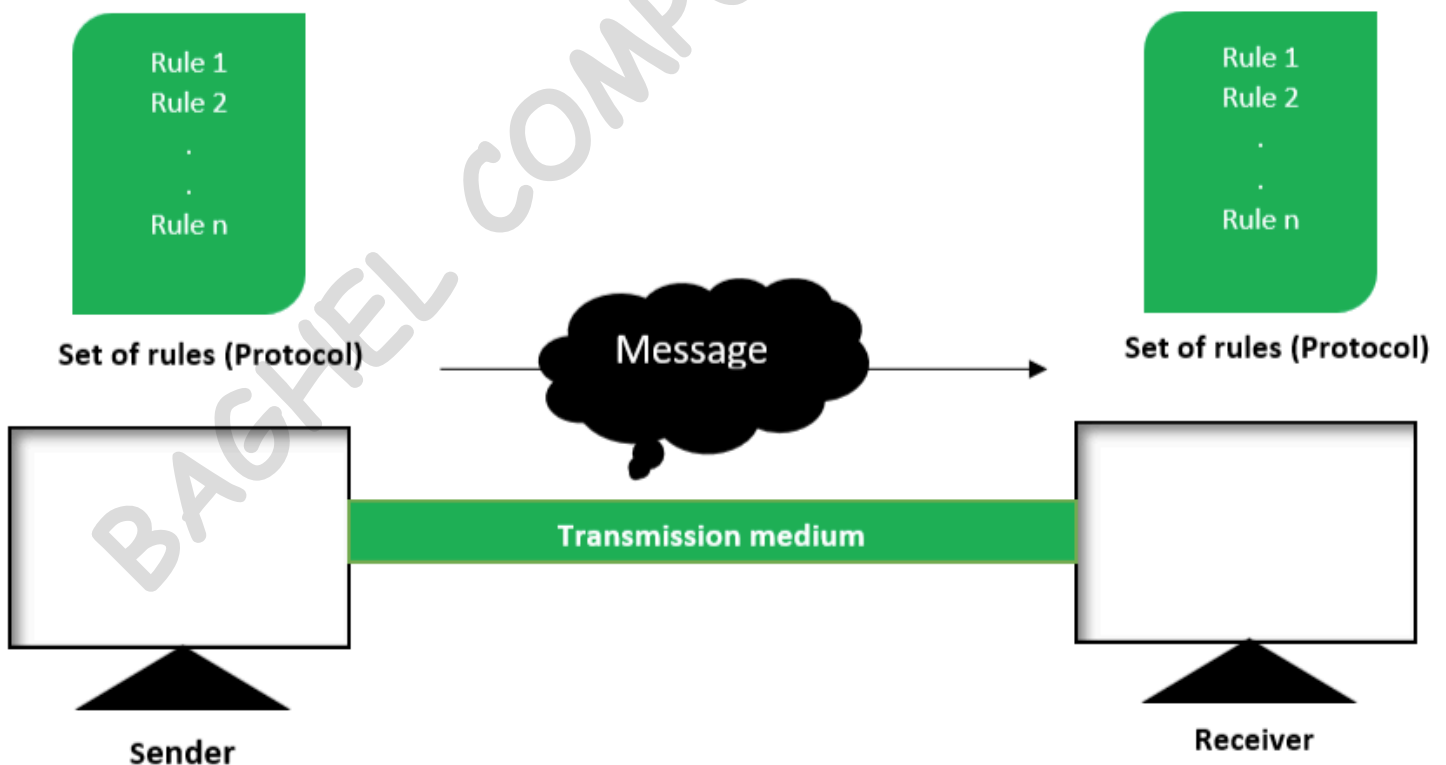 Rule 1
Rule 2
.
.
Rule n
Set of rules (Protocol)
Rule 1
Rule 2
.
.
Rule n
Set of rules (Protocol)
Message
Transmission medium
Sender
Receiver
BAGHEL